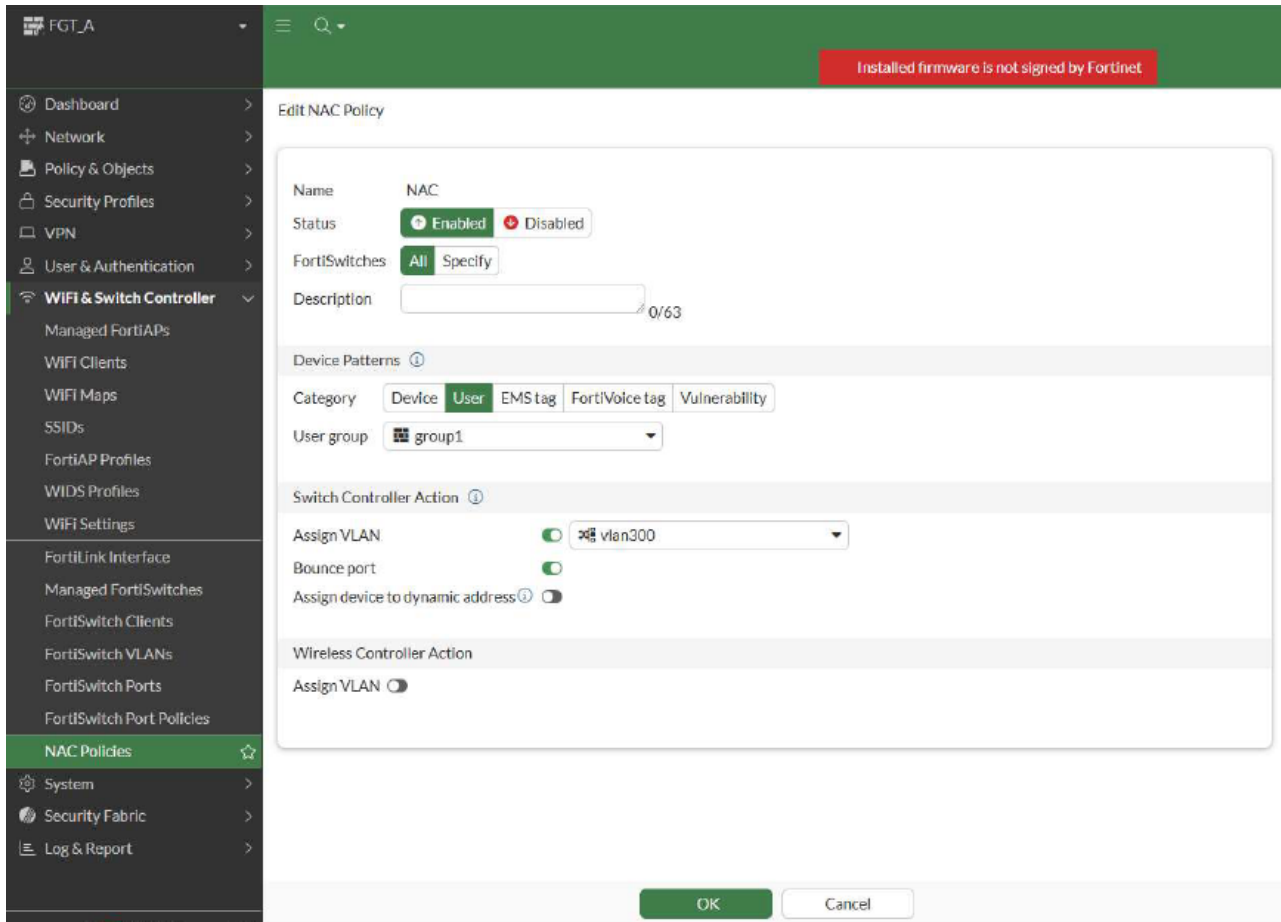 FGT_A
Installed firmware is not signed by Fortinet
Dashboard
Network
Policy & Objects
Security Profiles
VPN
User & Authentication
WiFi & Switch Controller
Managed FortiAPs
WiFi Clients
WiFi Maps
SSIDs
FortiAP Profiles
WIDS Profiles
WiFi Settings
FortiLink Interface
Managed FortiSwitches
FortiSwitch Clients
FortiSwitch VLANs
FortiSwitch Ports
FortiSwitch Port Policies
NAC Policies
System
Security Fabric
Log & Report
Edit NAC Policy
Name NAC
Status Enabled Disabled
FortiSwitches All Specify
Description 0/63
Device Patterns
Category Device User EMS tag FortiVoice tag Vulnerability
User group group1
Switch Controller Action
Assign VLAN vlan300
Bounce port
Assign device to dynamic address
Wireless Controller Action
Assign VLAN
OK Cancel